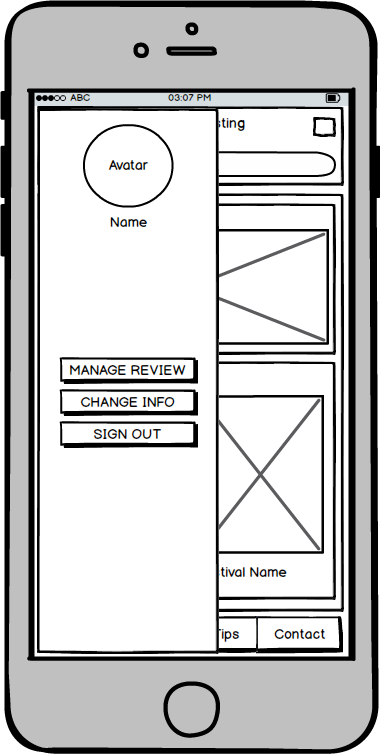 ABC 03:07 PM
sting
Avatar
Name
MANAGE REVIEW
CHANGE INFO
SIGN OUT
tival Name
Tips Contact